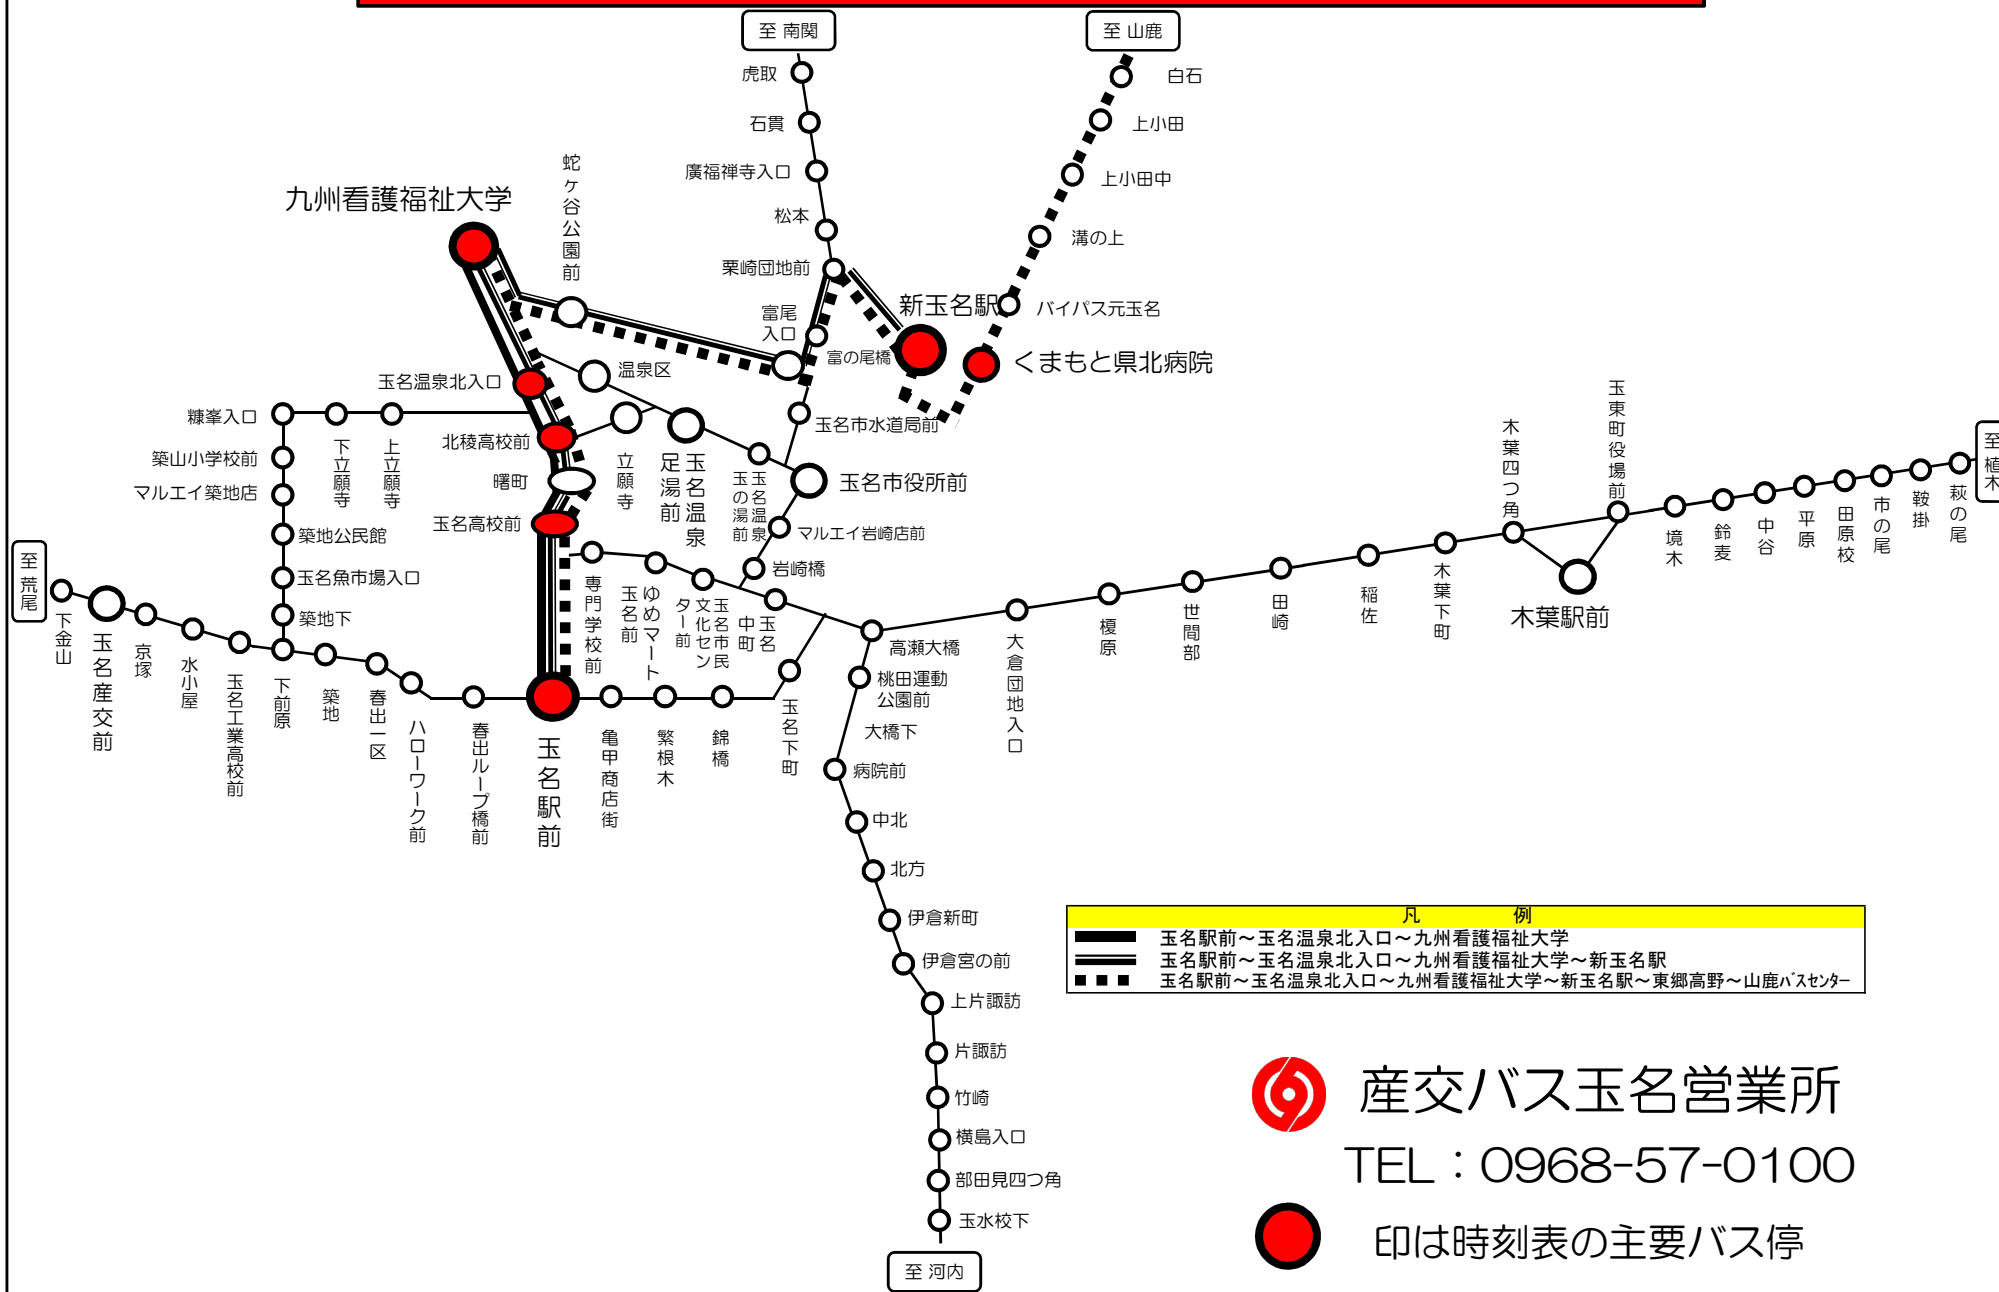 至 南関
至 山鹿
虎取
白石
石貫
上小田
廣福禅寺入口
上小田中
蛇ヶ谷公園前
九州看護福祉大学
松本
溝の上
栗崎団地前
新玉名駅
バイパス元玉名
富尾
入口
富の尾橋
くまもと県北病院
温泉区
玉名温泉北入口
糠峯入口
玉名市水道局前
北稜高校前
築山小学校前
下立願寺
上立願寺
立願寺
玉名温泉
足湯前
玉名温泉
玉の湯前
玉名市役所前
曙町
マルエイ築地店
玉名高校前
マルエイ岩崎店前
築地公民館
岩崎橋
玉名魚市場入口
築地下
専門学校前
ゆめマート
玉名前
玉名市民
文化セン
ター前
玉名
中町
至 荒尾
下金山
玉名産交前
京塚
水小屋
玉名工業高校前
下前原
築地
春出一区
ハローワーク前
春出ループ橋前
玉名駅前
亀甲商店街
繁根木
錦橋
玉名下町
高瀬大橋
桃田運動
公園前
大橋下
病院前
中北
北方
伊倉新町
伊倉宮の前
上片諏訪
片諏訪
竹崎
横島入口
部田見四つ角
玉水校下
至 河内
大倉団地入口
榎原
世間部
田崎
稲佐
木葉下町
木葉四つ角
玉東町役場前
木葉駅前
境木
鈴麦
中谷
平原
田原校
市の尾
鞍掛
萩の尾
至 植木
凡 例
玉名駅前～玉名温泉北入口～九州看護福祉大学
玉名駅前～玉名温泉北入口～九州看護福祉大学～新玉名駅
玉名駅前～玉名温泉北入口～九州看護福祉大学～新玉名駅～東郷高野～山鹿バスセンター
産交バス玉名営業所
TEL：0968-57-0100
印は時刻表の主要バス停